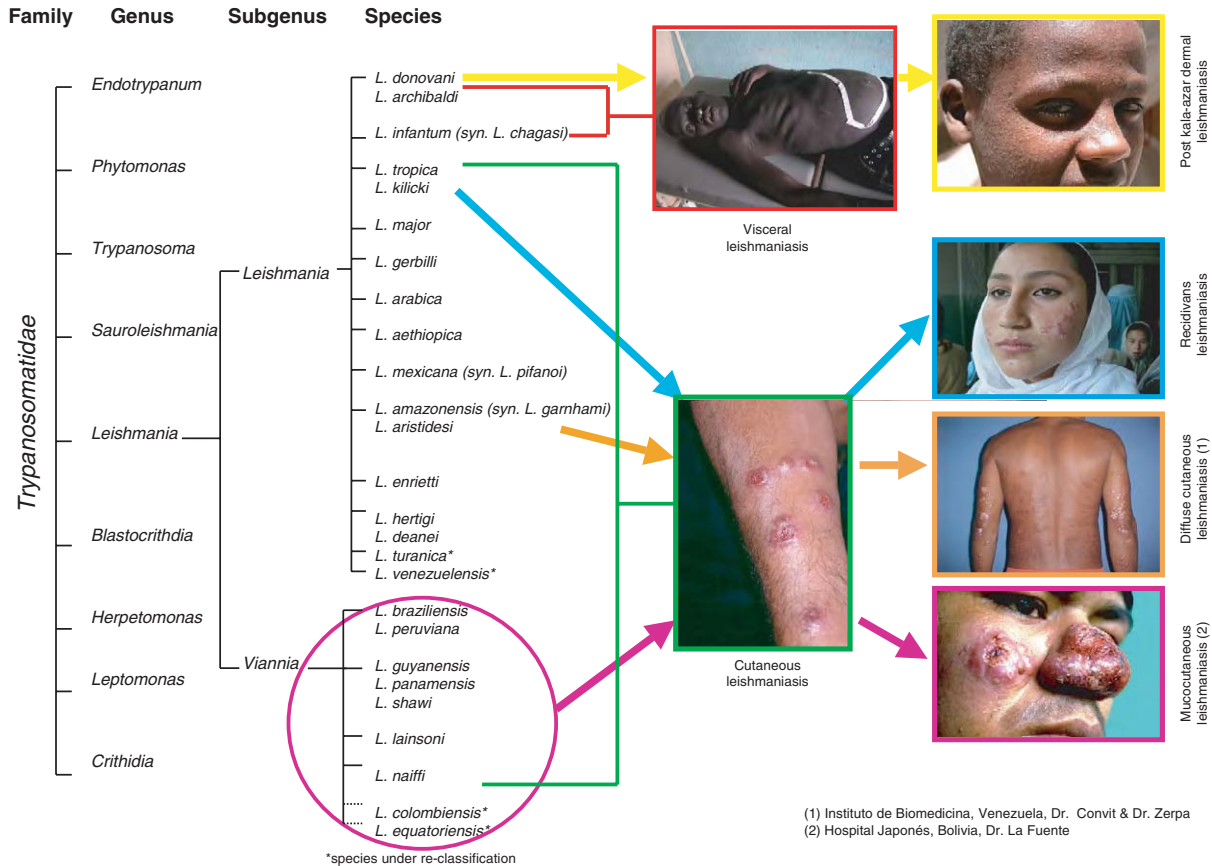 Family Genus Subgenus Species
Trypanosomatidae
Endotrypanum
Phytomonas
Trypanosoma
Sauroleishmania
Leishmania
Blastocrithdia
Herpetomonas
Leptomonas
Crithidia
Leishmania
Viannia
L. donovani
L. archibaldi
L. infantum (syn. L. chagasi)
L. tropica
L. kilicki
L. major
L. gerbilli
L. arabica
L. aethiopica
L. mexicana (syn. L. pifanoi)
L. amazonensis (syn. L. garnhami)
L. aristidesi
L. enrietti
L. hertigi
L. deanei
L. turanica*
L. venezuelensis*
L. braziliensis
L. peruviana
L. guyanensis
L. panamensis
L. shawi
L. lainsoni
L. naiffi
L. colombiensis*
L. equatoriensis*
*species under re-classification
Visceral
leishmaniasis
Cutaneous
leishmaniasis
Post kala-azar dermal
leishmaniasis
Recidivans
leishmaniasis
Diffuse cutaneous
leishmaniasis (1)
Mucocutaneous
leishmaniasis (2)
(1) Instituto de Biomedicina, Venezuela, Dr. Convit & Dr. Zerpa
(2) Hospital Japonés, Bolivia, Dr. La Fuente